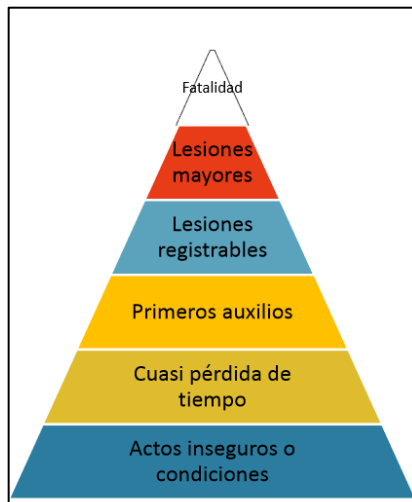 Fatalidad
Lesiones
mayores
Lesiones
registrables
Primeros auxilios
Cuasi pérdida de
tiempo
Actos inseguros o
condiciones